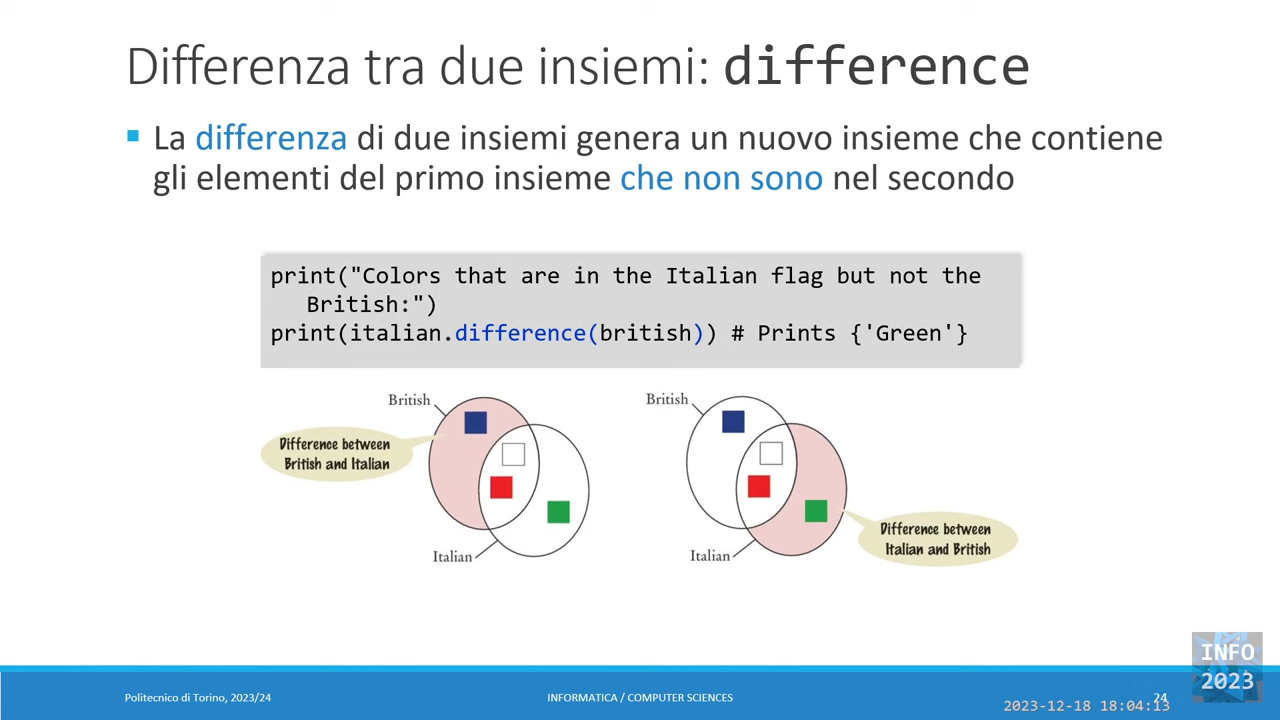 Differenza tra due insiemi: difference
▪ La differenza di due insiemi genera un nuovo insieme che contiene
gli elementi del primo insieme che non sono nel secondo
print("Colors that are in the Italian flag but not the
British:")
print(italian.difference(british)) # Prints {'Green'}
British
Difference between
British and Italian
Italian
British
Difference between
Italian and British
Italian
INFO
2023
Politecnico di Torino, 2023/24
INFORMATICA / COMPUTER SCIENCES
24
2023-12-18 18:04:13